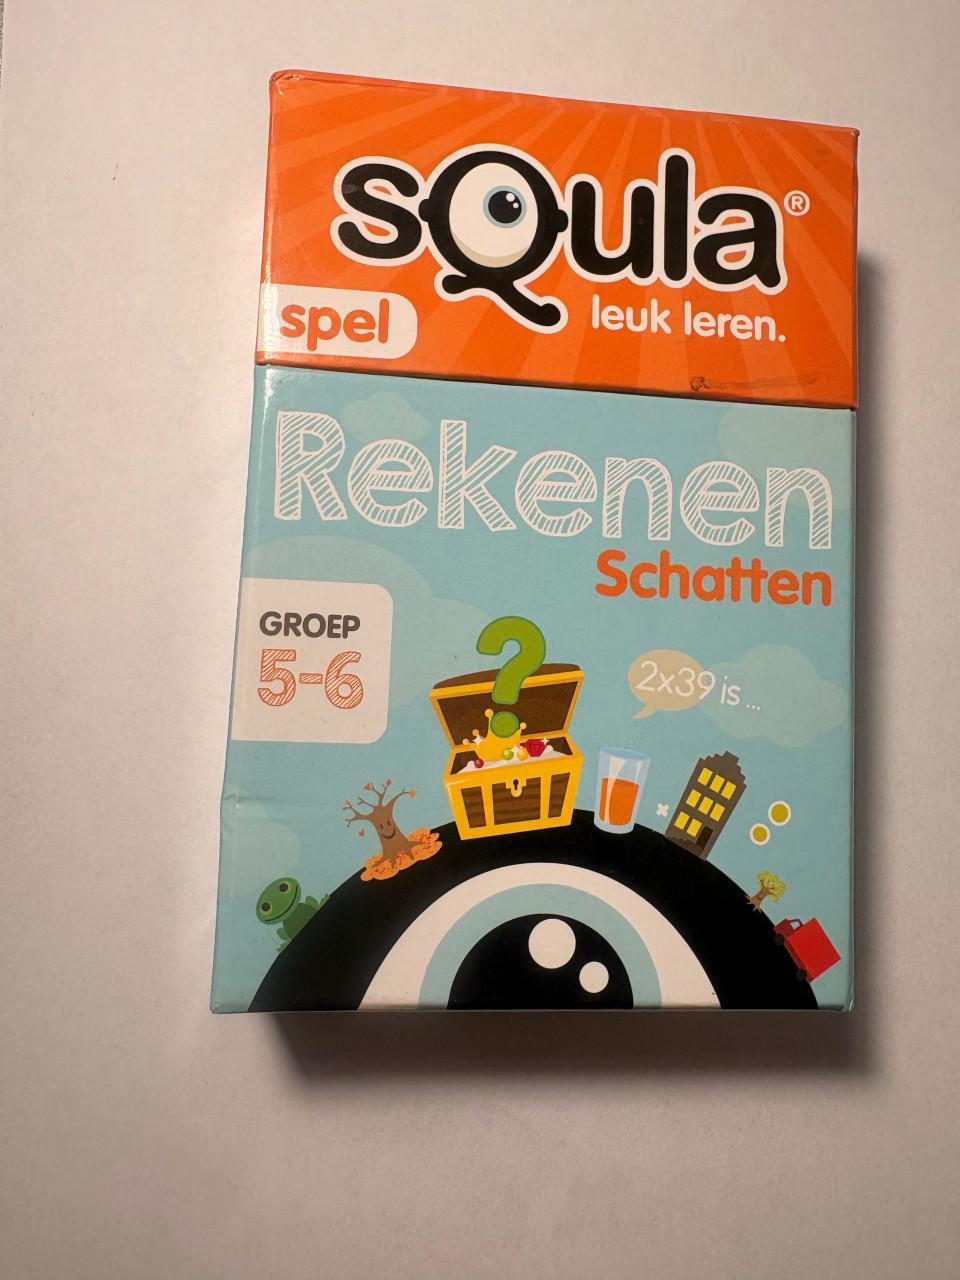 sQula®
leuk leren.
spel
Rekenen
Schatten
GROEP
5-6
?
2x39 is ...